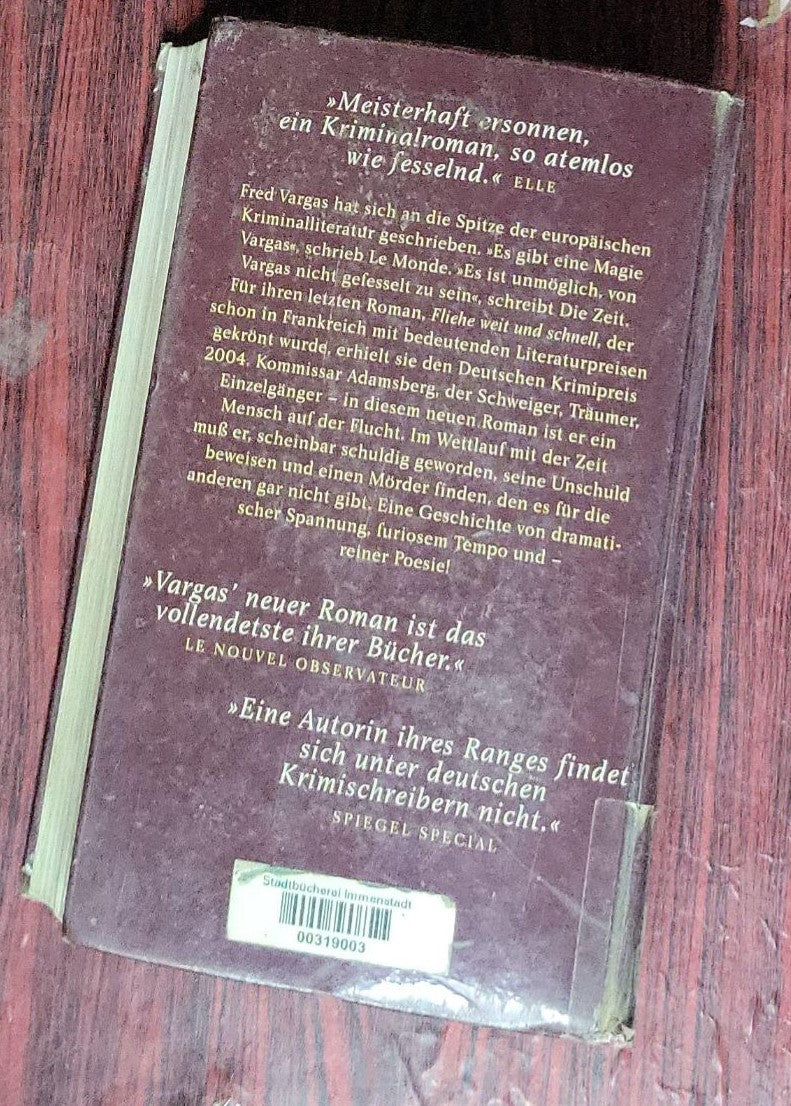 »Meisterhaft ersonnen,
ein Kriminalroman, so atemlos
wie fesselnd.« ELLE
Fred Vargas hat sich an die Spitze der europäischen
Kriminalliteratur geschrieben. »Es gibt eine Magie
Vargas«, schrieb Le Monde. »Es ist unmöglich, von
Vargas nicht gefesselt zu sein«, schreibt Die Zeit.
Für ihren letzten Roman, Fliehe weit und schnell, der
schon in Frankreich mit bedeutenden Literaturpreisen
gekrönt wurde, erhielt sie den Deutschen Krimipreis
2004. Kommissar Adamsberg, der Schweiger, Träumer,
Einzelgänger – in diesem neuen Roman ist er ein
Mensch auf der Flucht. Im Wettlauf mit der Zeit
muß er, scheinbar schuldig geworden, seine Unschuld
beweisen und einen Mörder finden, den es für die
anderen gar nicht gibt. Eine Geschichte von dramati-
scher Spannung, furiosem Tempo und –
reiner Poesie!
»Vargas' neuer Roman ist das
vollendetste ihrer Bücher.«
LE NOUVEL OBSERVATEUR
»Eine Autorin ihres Ranges findet
sich unter deutschen
Krimischreibern nicht.«
SPIEGEL SPECIAL
Stadtbücherei Immenstadt
00319003